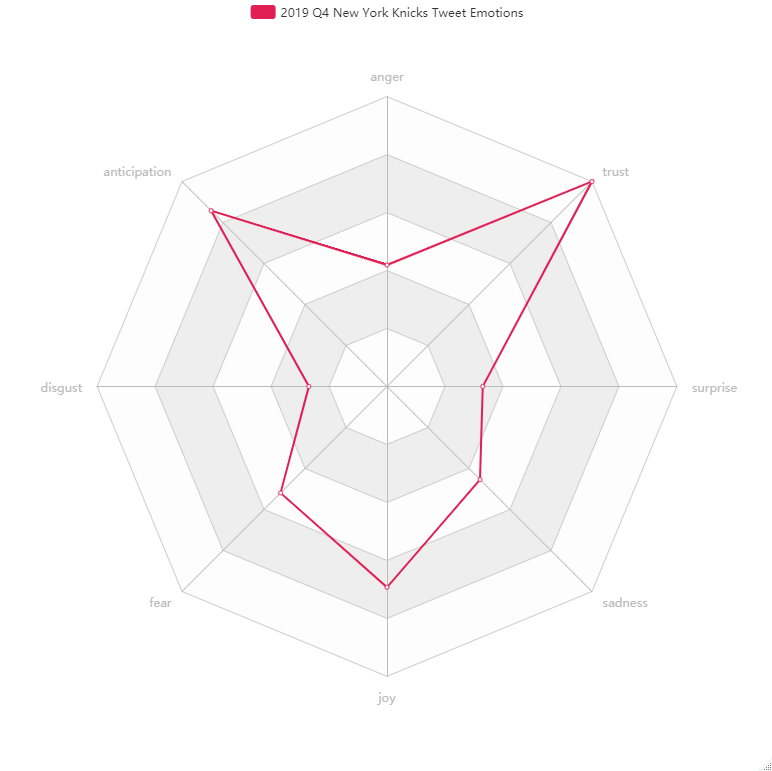 2019 Q4 New York Knicks Tweet Emotions
anger
anticipation
trust
disgust
surprise
fear
sadness
joy